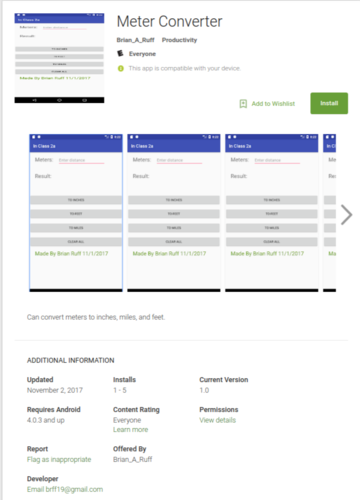 Meter Converter
Brian_A_Ruff Productivity
Everyone
This app is compatible with your device.
Add to Wishlist
Install
Meters:
Result:
TO INCHES
TO FEET
TO MILES
CLEAR ALL
Made By Brian Ruff 11/1/2017
In Class 2a
Meters: Enter distance
Result:
TO INCHES
TO FEET
TO MILES
CLEAR ALL
Made By Brian Ruff 11/1/2017
In Class 2a
Meters: Enter distance
Result:
TO INCHES
TO FEET
TO MILES
CLEAR ALL
Made By Brian Ruff 11/1/2017
In Class 2a
Meters: Enter distance
Result:
TO INCHES
TO FEET
TO MILES
CLEAR ALL
Made By Brian Ruff 11/1/2017
In C
Me
Re
Ma
Can convert meters to inches, miles, and feet.
ADDITIONAL INFORMATION
Updated Installs Current Version
November 2, 2017 1 - 5 1.0
Requires Android Content Rating Permissions
4.0.3 and up Everyone View details
Learn more
Report Offered By
Flag as inappropriate Brian_A_Ruff
Developer
Email brff19@gmail.com